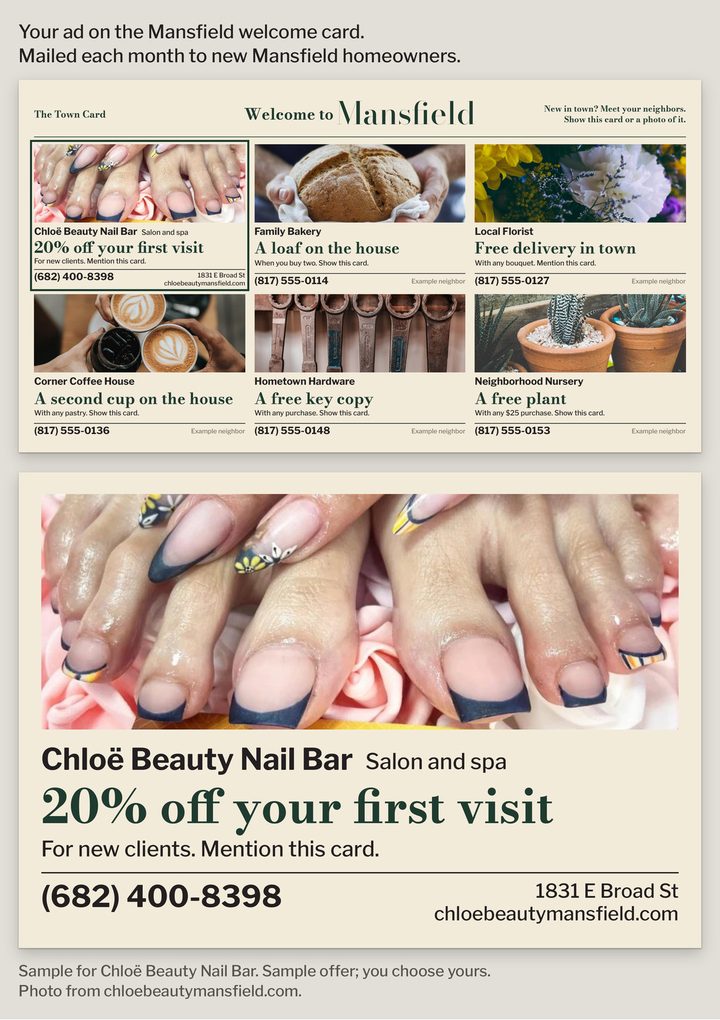 Your ad on the Mansfield welcome card.
Mailed each month to new Mansfield homeowners.
The Town Card
Welcome to Mansfield
New in town? Meet your neighbors.
Show this card or a photo of it.
Chloë Beauty Nail Bar Salon and spa
20% off your first visit
For new clients. Mention this card.
(682) 400-8398
1831 E Broad St
chloebeautymansfield.com
Family Bakery
A loaf on the house
When you buy two. Show this card.
(817) 555-0114
Example neighbor
Local Florist
Free delivery in town
With any bouquet. Mention this card.
(817) 555-0127
Example neighbor
Corner Coffee House
A second cup on the house
With any pastry. Show this card.
(817) 555-0136
Example neighbor
Hometown Hardware
A free key copy
With any purchase. Show this card.
(817) 555-0148
Example neighbor
Neighborhood Nursery
A free plant
With any $25 purchase. Show this card.
(817) 555-0153
Example neighbor
Chloë Beauty Nail Bar Salon and spa
20% off your first visit
For new clients. Mention this card.
(682) 400-8398
1831 E Broad St
chloebeautymansfield.com
Sample for Chloë Beauty Nail Bar. Sample offer; you choose yours.
Photo from chloebeautymansfield.com.